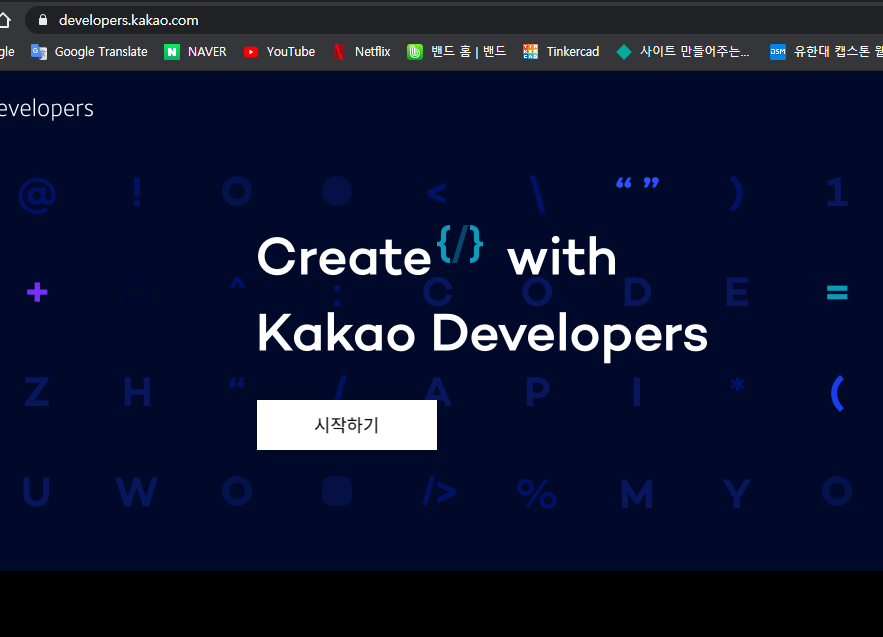 developers.kakao.com
gle Google Translate NAVER YouTube Netflix 밴드 홈 | 밴드 Tinkercad 사이트 만들어주는... DSM 유한대 캡스톤 웹
evelopers
@ ! O < \ “ ” ) 1
Create{/} with
+ ^ : C O D E =
Kakao Developers
Z H “ / A P I * (
시작하기
U W O /> % M Y O